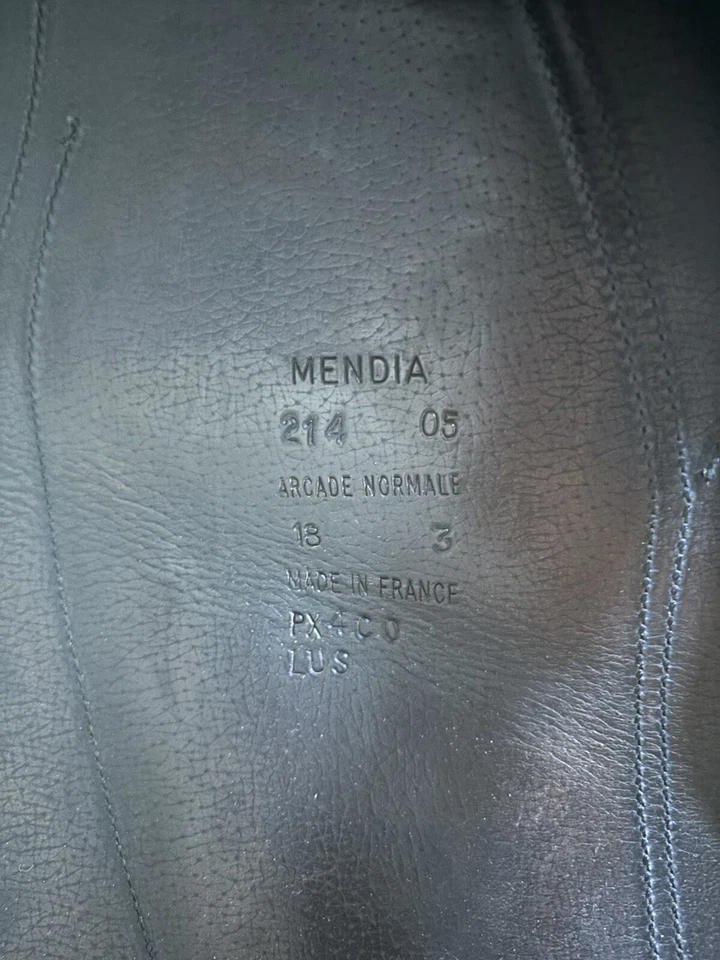 MENDIA
214 05
ARCADE NORMALE
18 3
MADE IN FRANCE
PX4C0
LUS